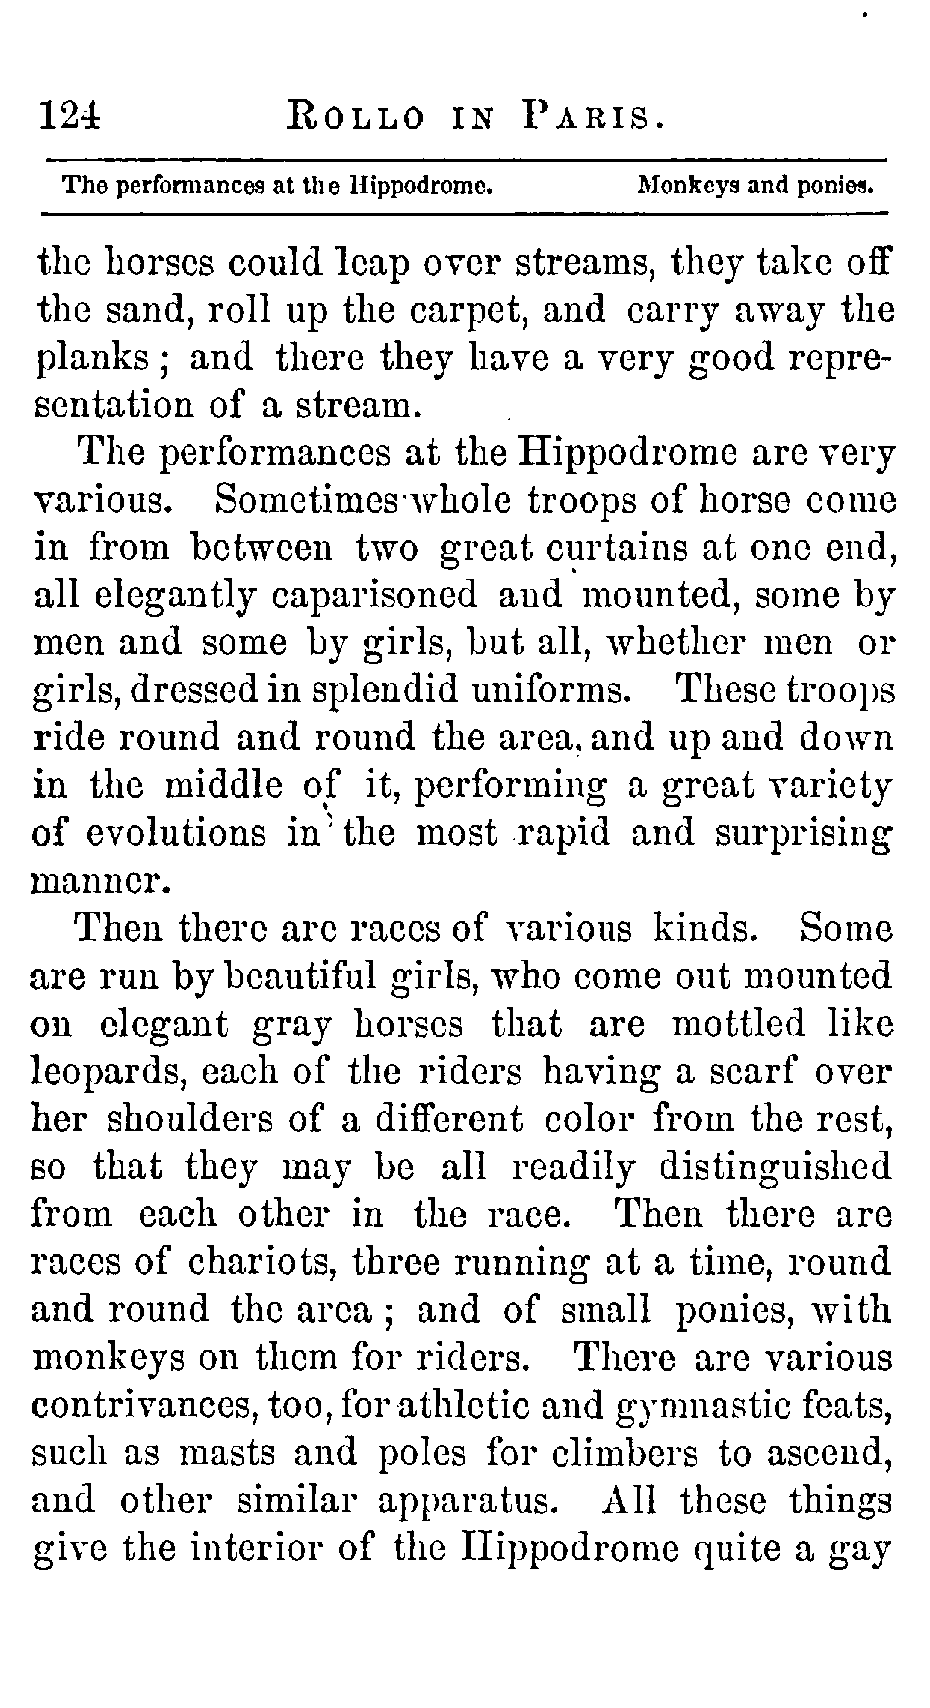 124 ROLLO IN PARIS.
The performances at the Hippodrome. Monkeys and ponies.
the horses could leap over streams, they take off
the sand, roll up the carpet, and carry away the
planks ; and there they have a very good repre-
sentation of a stream.
The performances at the Hippodrome are very
various. Sometimes whole troops of horse come
in from between two great curtains at one end,
all elegantly caparisoned and mounted, some by
men and some by girls, but all, whether men or
girls, dressed in splendid uniforms. These troops
ride round and round the area, and up and down
in the middle of it, performing a great variety
of evolutions in the most rapid and surprising
manner.
Then there are races of various kinds. Some
are run by beautiful girls, who come out mounted
on elegant gray horses that are mottled like
leopards, each of the riders having a scarf over
her shoulders of a different color from the rest,
so that they may be all readily distinguished
from each other in the race. Then there are
races of chariots, three running at a time, round
and round the area ; and of small ponies, with
monkeys on them for riders. There are various
contrivances, too, for athletic and gymnastic feats,
such as masts and poles for climbers to ascend,
and other similar apparatus. All these things
give the interior of the Hippodrome quite a gay